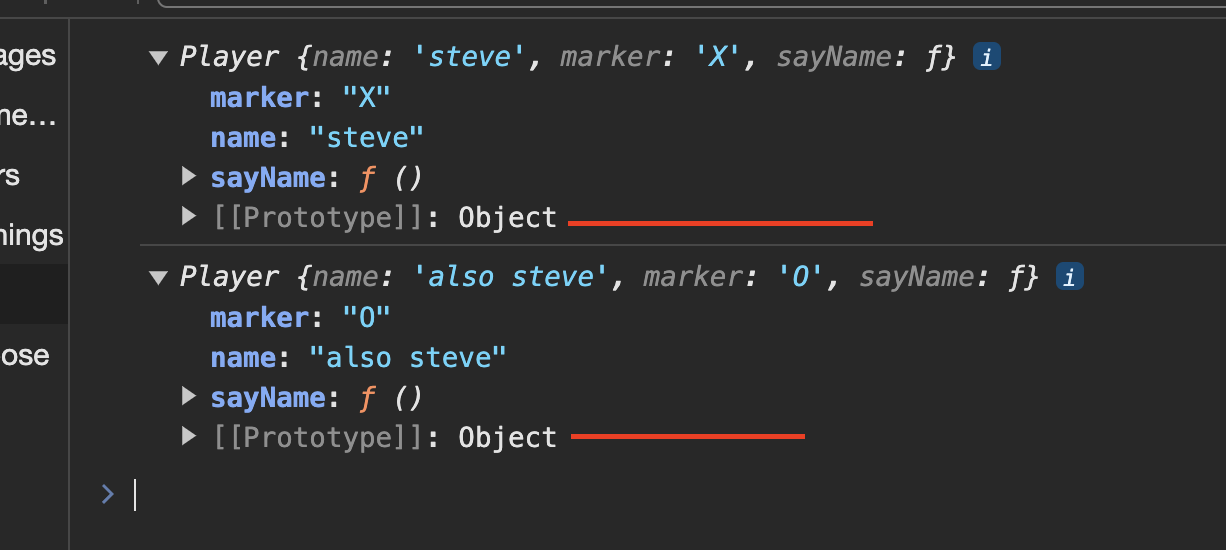 ages
Player {name: 'steve', marker: 'X', sayName: ƒ} i
marker: "X"
ne…
name: "steve"
rs
sayName: ƒ ()
[[Prototype]]: Object
nings
Player {name: 'also steve', marker: 'O', sayName: ƒ} i
marker: "O"
ose
name: "also steve"
sayName: ƒ ()
[[Prototype]]: Object